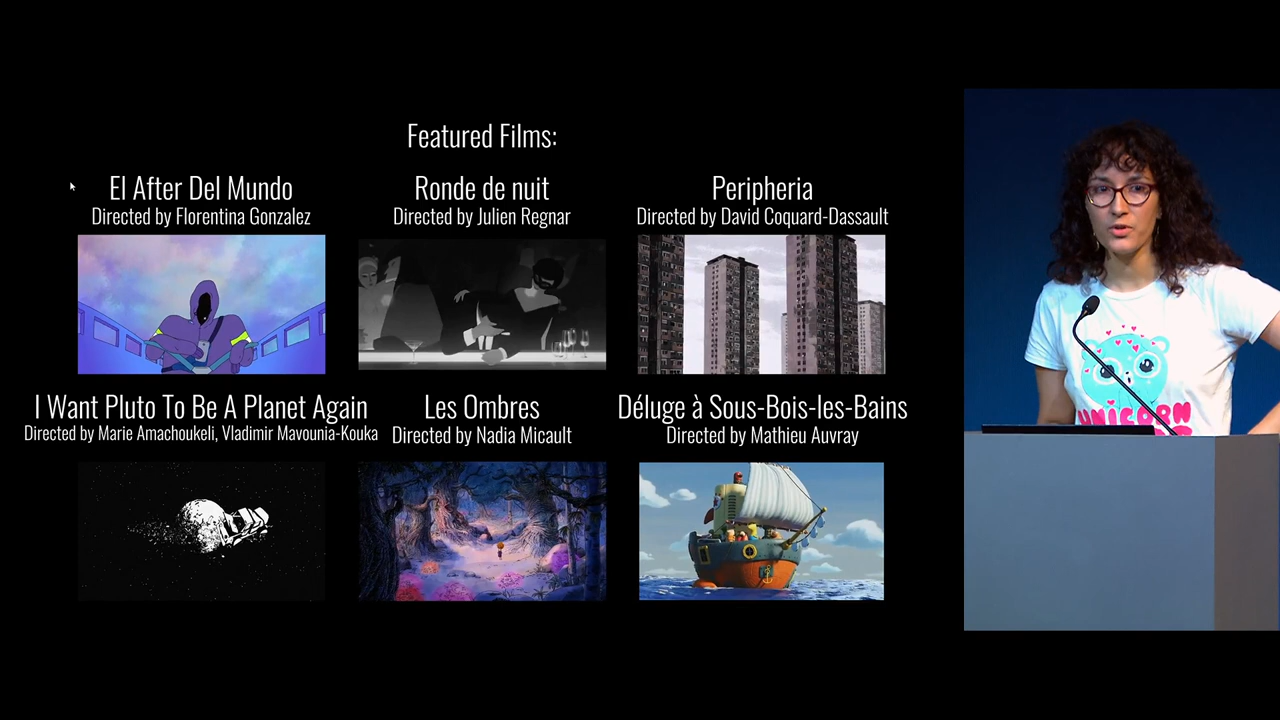 Featured Films:
El After Del Mundo
Directed by Florentina Gonzalez
Ronde de nuit
Directed by Julien Regnar
Peripheria
Directed by David Coquard-Dassault
I Want Pluto To Be A Planet Again
Directed by Marie Amachoukeli, Vladimir Mavounia-Kouka
Les Ombres
Directed by Nadia Micault
Déluge à Sous-Bois-les-Bains
Directed by Mathieu Auvray
UNICORN